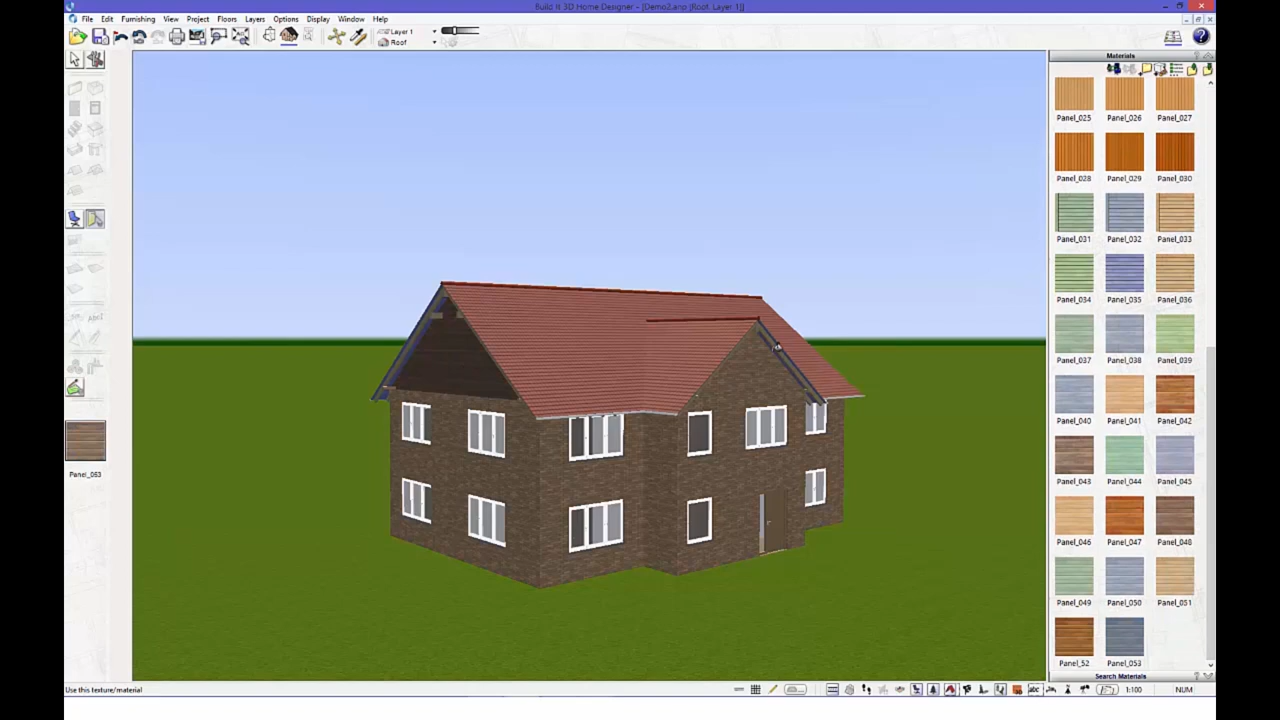 Build It 3D Home Designer - [Demo2.ano (Root: Layer 1)]
File Edit Furnishing View Project Floors Layers Options Display Window Help
Layer 1
Roof
Materials
Panel_025 Panel_026 Panel_027
Panel_028 Panel_029 Panel_030
Panel_031 Panel_032 Panel_033
Panel_034 Panel_035 Panel_036
Panel_037 Panel_038 Panel_039
Panel_040 Panel_041 Panel_042
Panel_043 Panel_044 Panel_045
Panel_053
Panel_046 Panel_047 Panel_048
Panel_049 Panel_050 Panel_051
Panel_52 Panel_053
Search Materials
Use this texture/material
abc
1:100
NUM